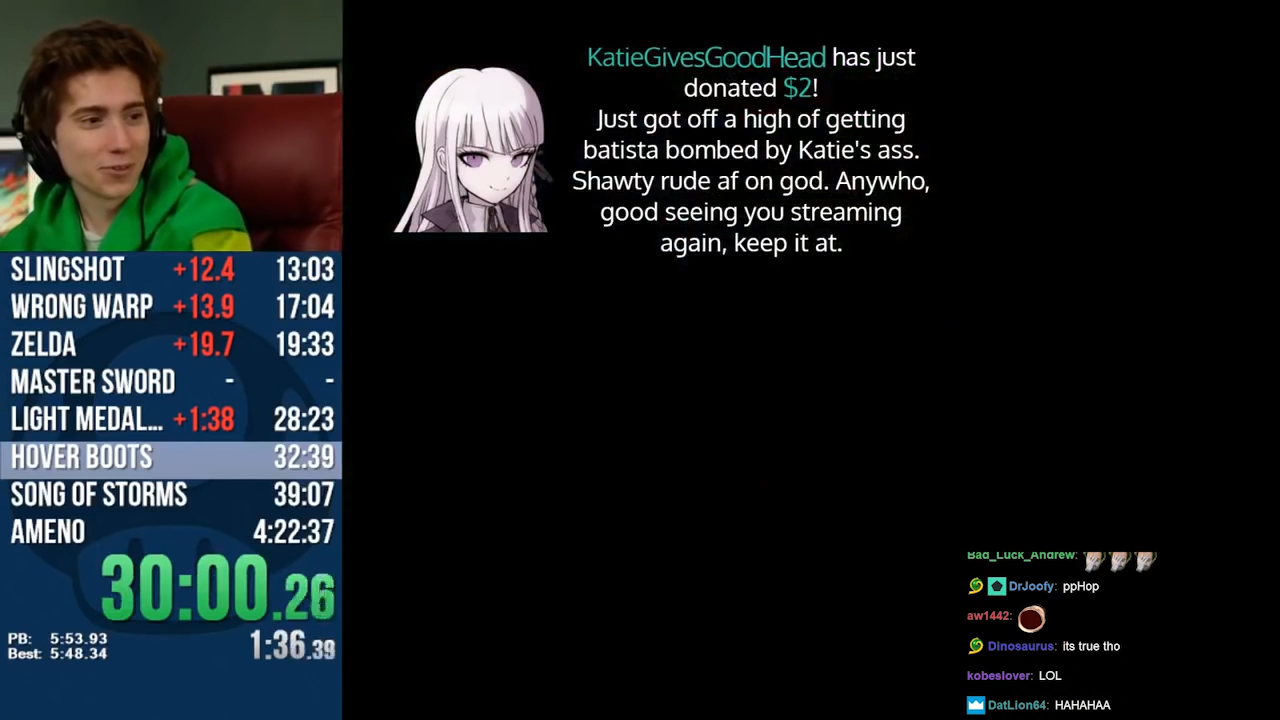 KatieGivesGoodHead has just
donated $2!
Just got off a high of getting
batista bombed by Katie's ass.
Shawty rude af on god. Anywho,
good seeing you streaming
again, keep it at.
SLINGSHOT +12.4 13:03
WRONG WARP +13.9 17:04
ZELDA +19.7 19:33
MASTER SWORD - -
LIGHT MEDAL... +1:38 28:23
HOVER BOOTS 32:39
SONG OF STORMS 39:07
AMENO 4:22:37
30:00.26
PB: 5:53.93
Best: 5:48.34
1:36.39
Bad_Luck_Andrew:
DrJoofy: ppHop
aw1442:
Dinosaurus: its true tho
kobeslover: LOL
DatLion64: HAHAHAA